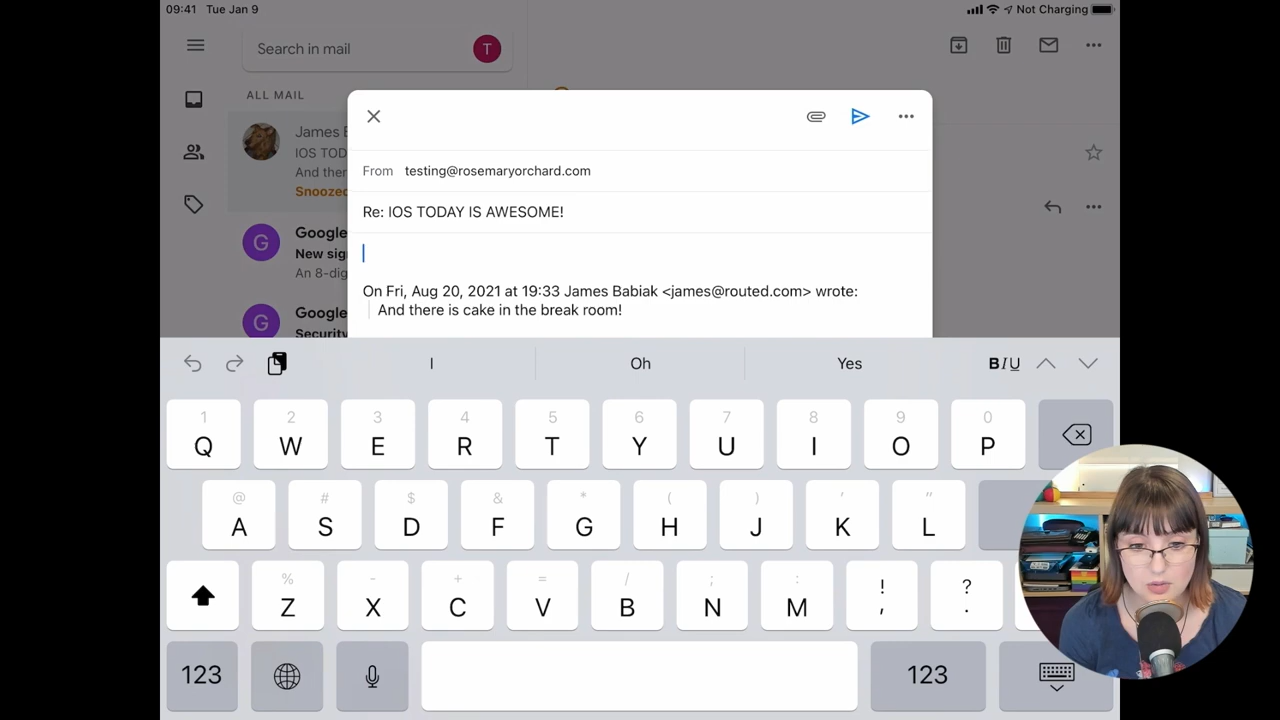 09:41 Tue Jan 9
Not Charging
Search in mail
T
ALL MAIL
James B
IOS TOD
And ther
Snoozed
G
Google
New sig
An 8-dig
G
Google
Security
From testing@rosemaryorchard.com
Re: IOS TODAY IS AWESOME!
On Fri, Aug 20, 2021 at 19:33 James Babiak <james@routed.com> wrote:
And there is cake in the break room!
I Oh Yes BIU
1 2 3 4 5 6 7 8 9 0
Q W E R T Y U I O P
@ # $ & * ( ) ' "
A S D F G H J K L
% - + = / ; : ! ?
Z X C V B N M , .
123 123